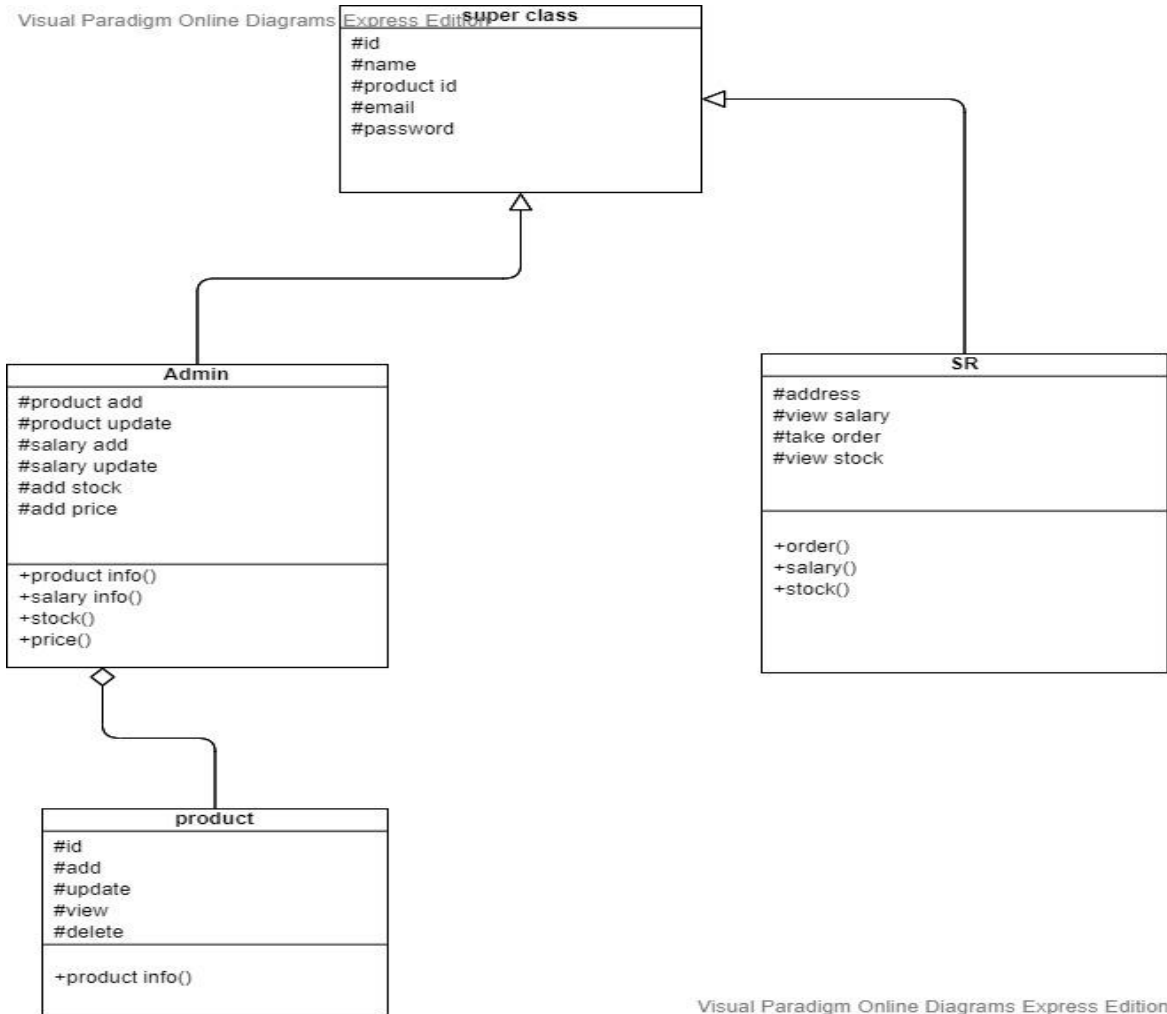 Visual Paradigm Online Diagrams Express Edition
super class
#id
#name
#product id
#email
#password
Admin
#product add
#product update
#salary add
#salary update
#add stock
#add price
+product info()
+salary info()
+stock()
+price()
SR
#address
#view salary
#take order
#view stock
+order()
+salary()
+stock()
product
#id
#add
#update
#view
#delete
+product info()
Visual Paradigm Online Diagrams Express Edition